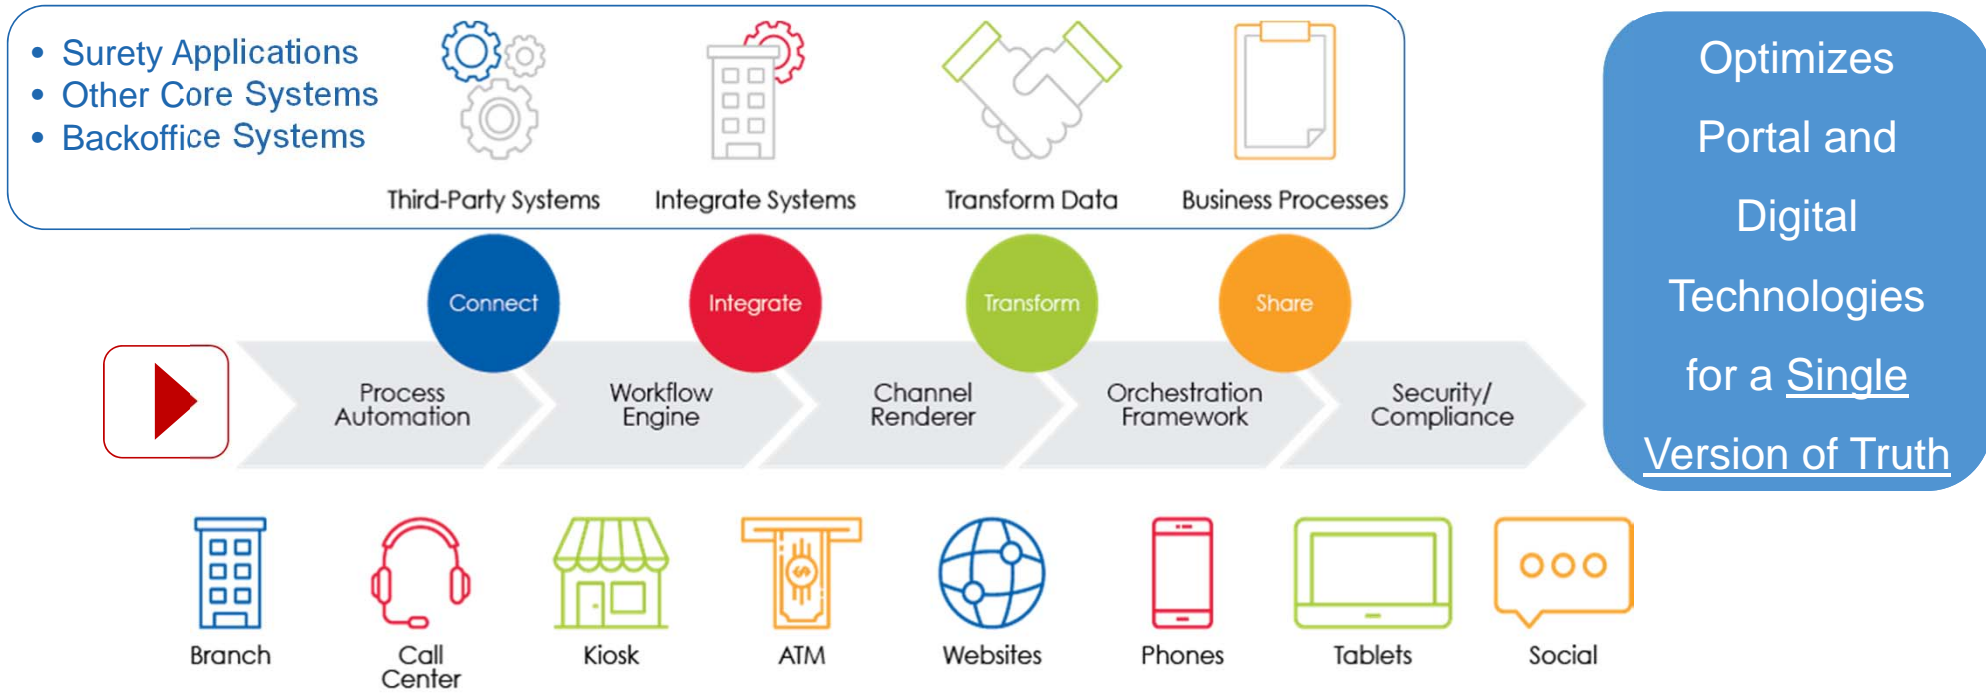 • Surety Applications
• Other Core Systems
• Backoffice Systems
Third-Party Systems
Integrate Systems
Transform Data
Business Processes
Connect
Integrate
Transform
Share
Process
Automation
Workflow
Engine
Channel
Renderer
Orchestration
Framework
Security/
Compliance
Branch
Call
Center
Kiosk
ATM
Websites
Phones
Tablets
Social
Optimizes
Portal and
Digital
Technologies
for a Single
Version of Truth